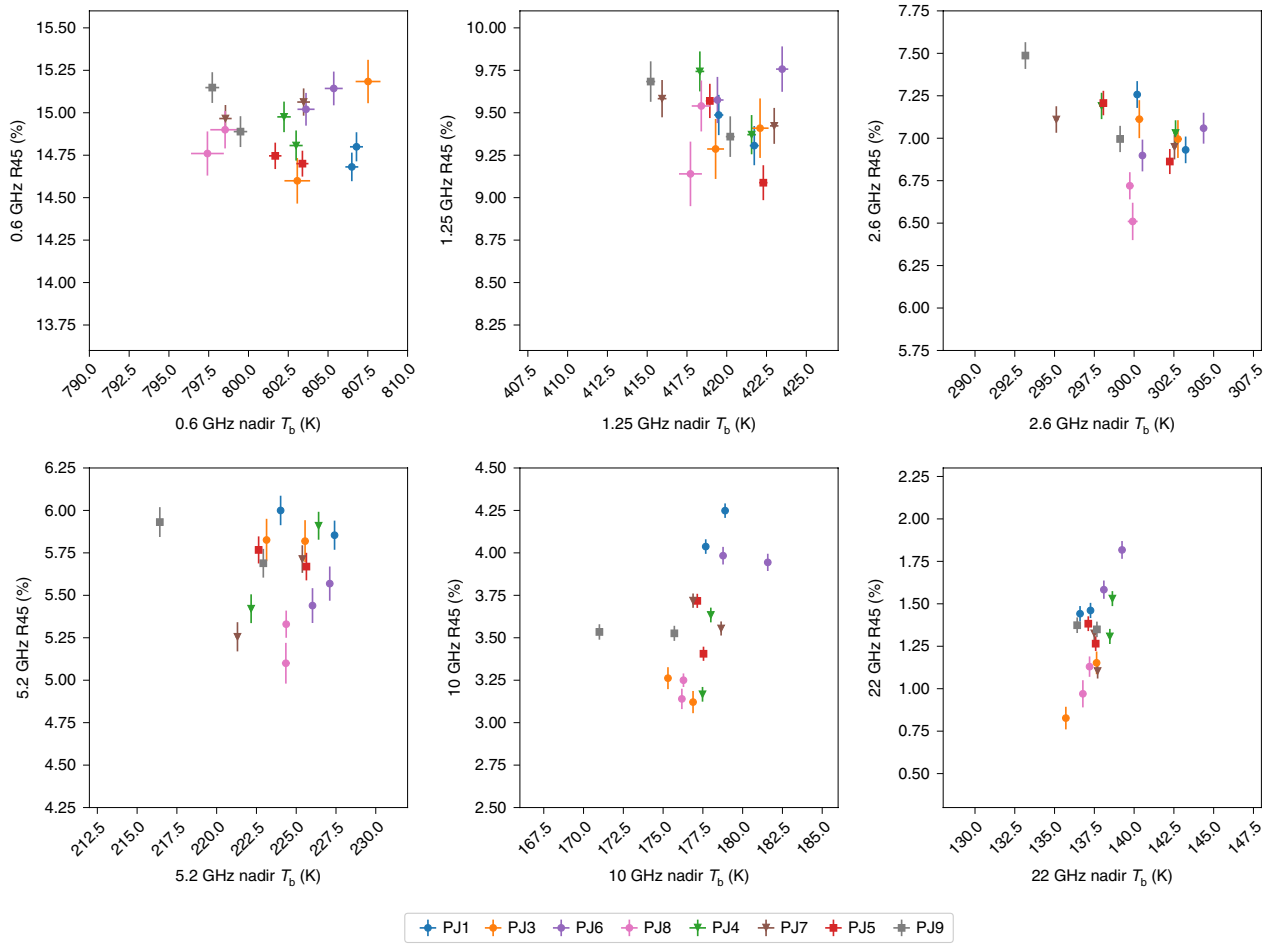 15.50
15.25
15.00
14.75
14.50
14.25
14.00
13.75
0.6 GHz R45 (%)
790.0 792.5 795.0 797.5 800.0 802.5 805.0 807.5 810.0
0.6 GHz nadir Tb (K)
10.00
9.75
9.50
9.25
9.00
8.75
8.50
8.25
1.25 GHz R45 (%)
407.5 410.0 412.5 415.0 417.5 420.0 422.5 425.0
1.25 GHz nadir Tb (K)
7.75
7.50
7.25
7.00
6.75
6.50
6.25
6.00
5.75
2.6 GHz R45 (%)
290.0 292.5 295.0 297.5 300.0 302.5 305.0 307.5
2.6 GHz nadir Tb (K)
6.25
6.00
5.75
5.50
5.25
5.00
4.75
4.50
4.25
5.2 GHz R45 (%)
212.5 215.0 217.5 220.0 222.5 225.0 227.5 230.0
5.2 GHz nadir Tb (K)
4.50
4.25
4.00
3.75
3.50
3.25
3.00
2.75
2.50
10 GHz R45 (%)
167.5 170.0 172.5 175.0 177.5 180.0 182.5 185.0
10 GHz nadir Tb (K)
2.25
2.00
1.75
1.50
1.25
1.00
0.75
0.50
22 GHz R45 (%)
130.0 132.5 135.0 137.5 140.0 142.5 145.0 147.5
22 GHz nadir Tb (K)
PJ1 PJ3 PJ6 PJ8 PJ4 PJ7 PJ5 PJ9